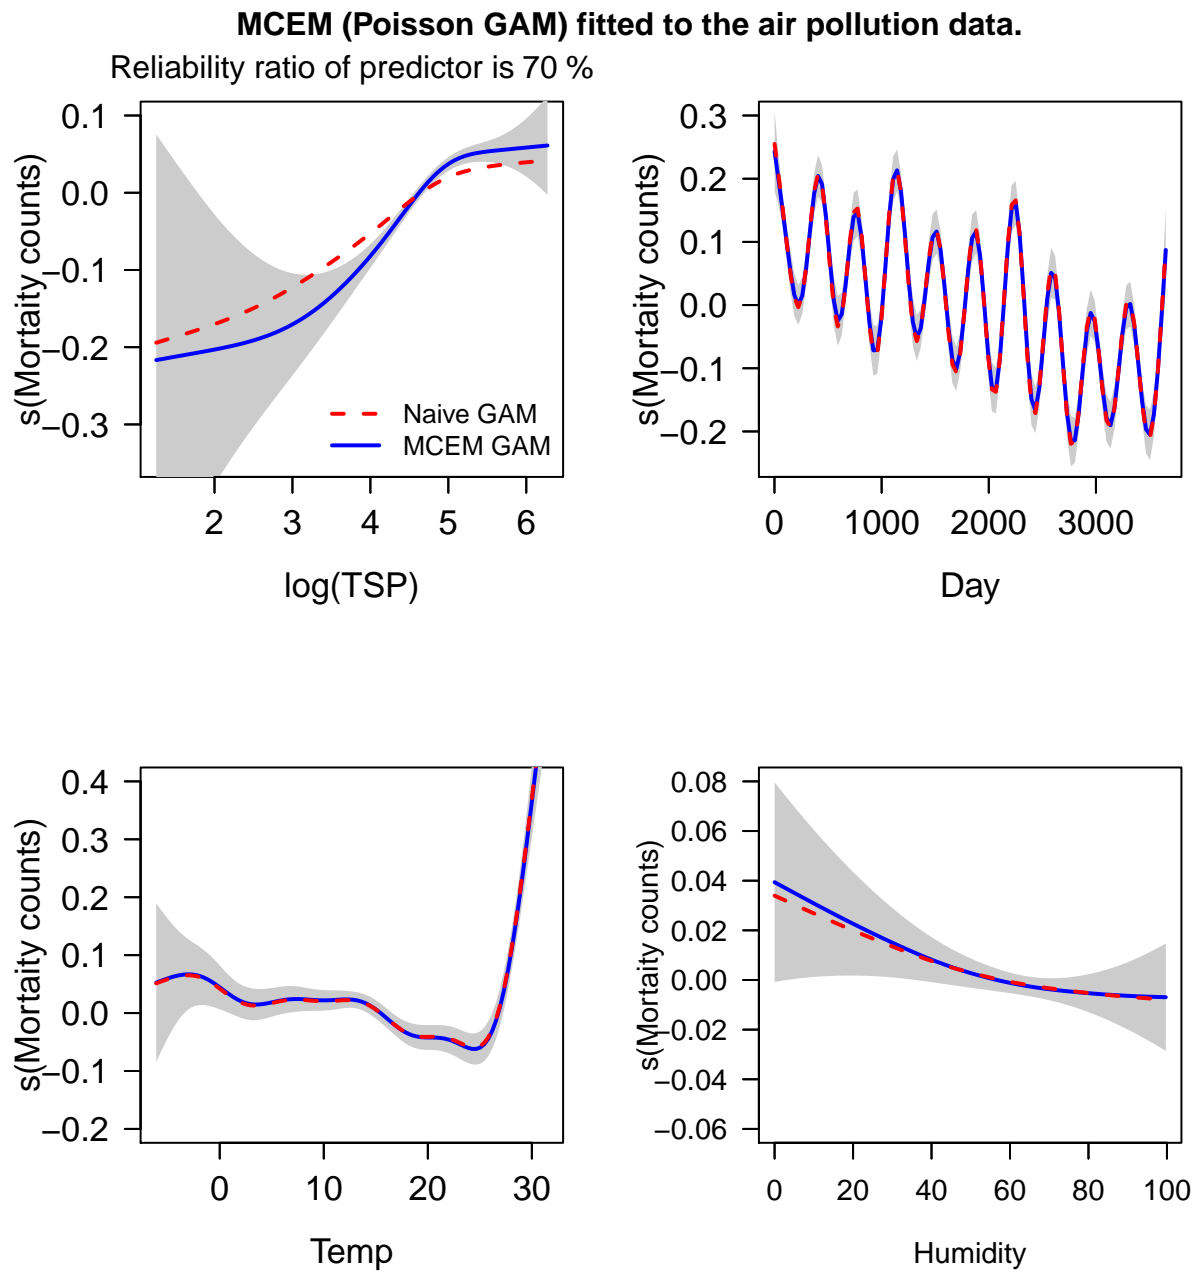 MCEM (Poisson GAM) fitted to the air pollution data.
Reliability ratio of predictor is 70 %
s(Mortaity counts)
0.1
0.0
−0.1
−0.2
−0.3
Naive GAM
MCEM GAM
2 3 4 5 6
log(TSP)
s(Mortaity counts)
0.3
0.2
0.1
0.0
−0.1
−0.2
0 1000 2000 3000
Day
s(Mortaity counts)
0.4
0.3
0.2
0.1
0.0
−0.1
−0.2
0 10 20 30
Temp
s(Mortaity counts)
0.08
0.06
0.04
0.02
0.00
−0.02
−0.04
−0.06
0 20 40 60 80 100
Humidity